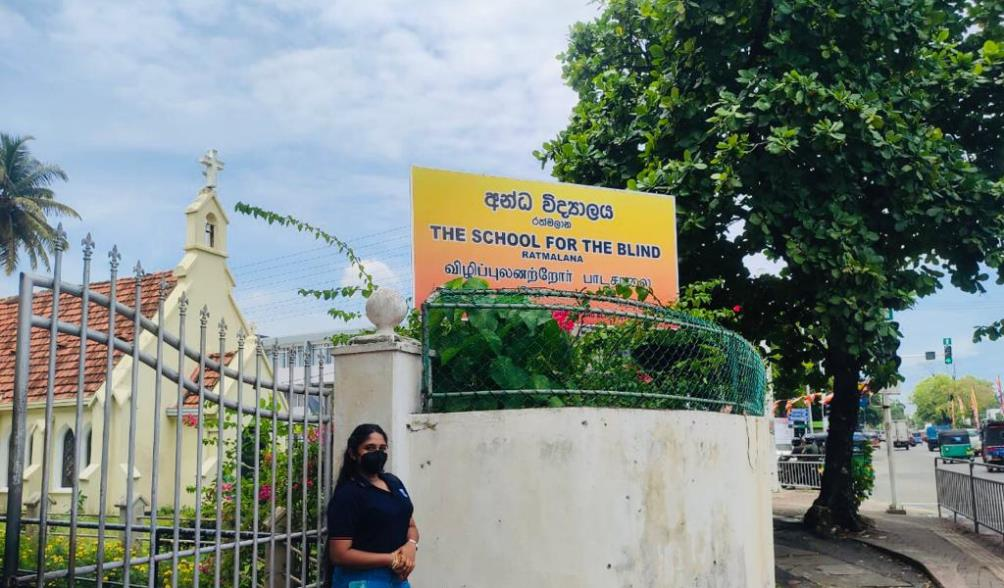 අන්ධ විද්‍යාලය
රත්මලාන
THE SCHOOL FOR THE BLIND
RATMALANA
விழிப்புலனற்றோர் பாடசாலை